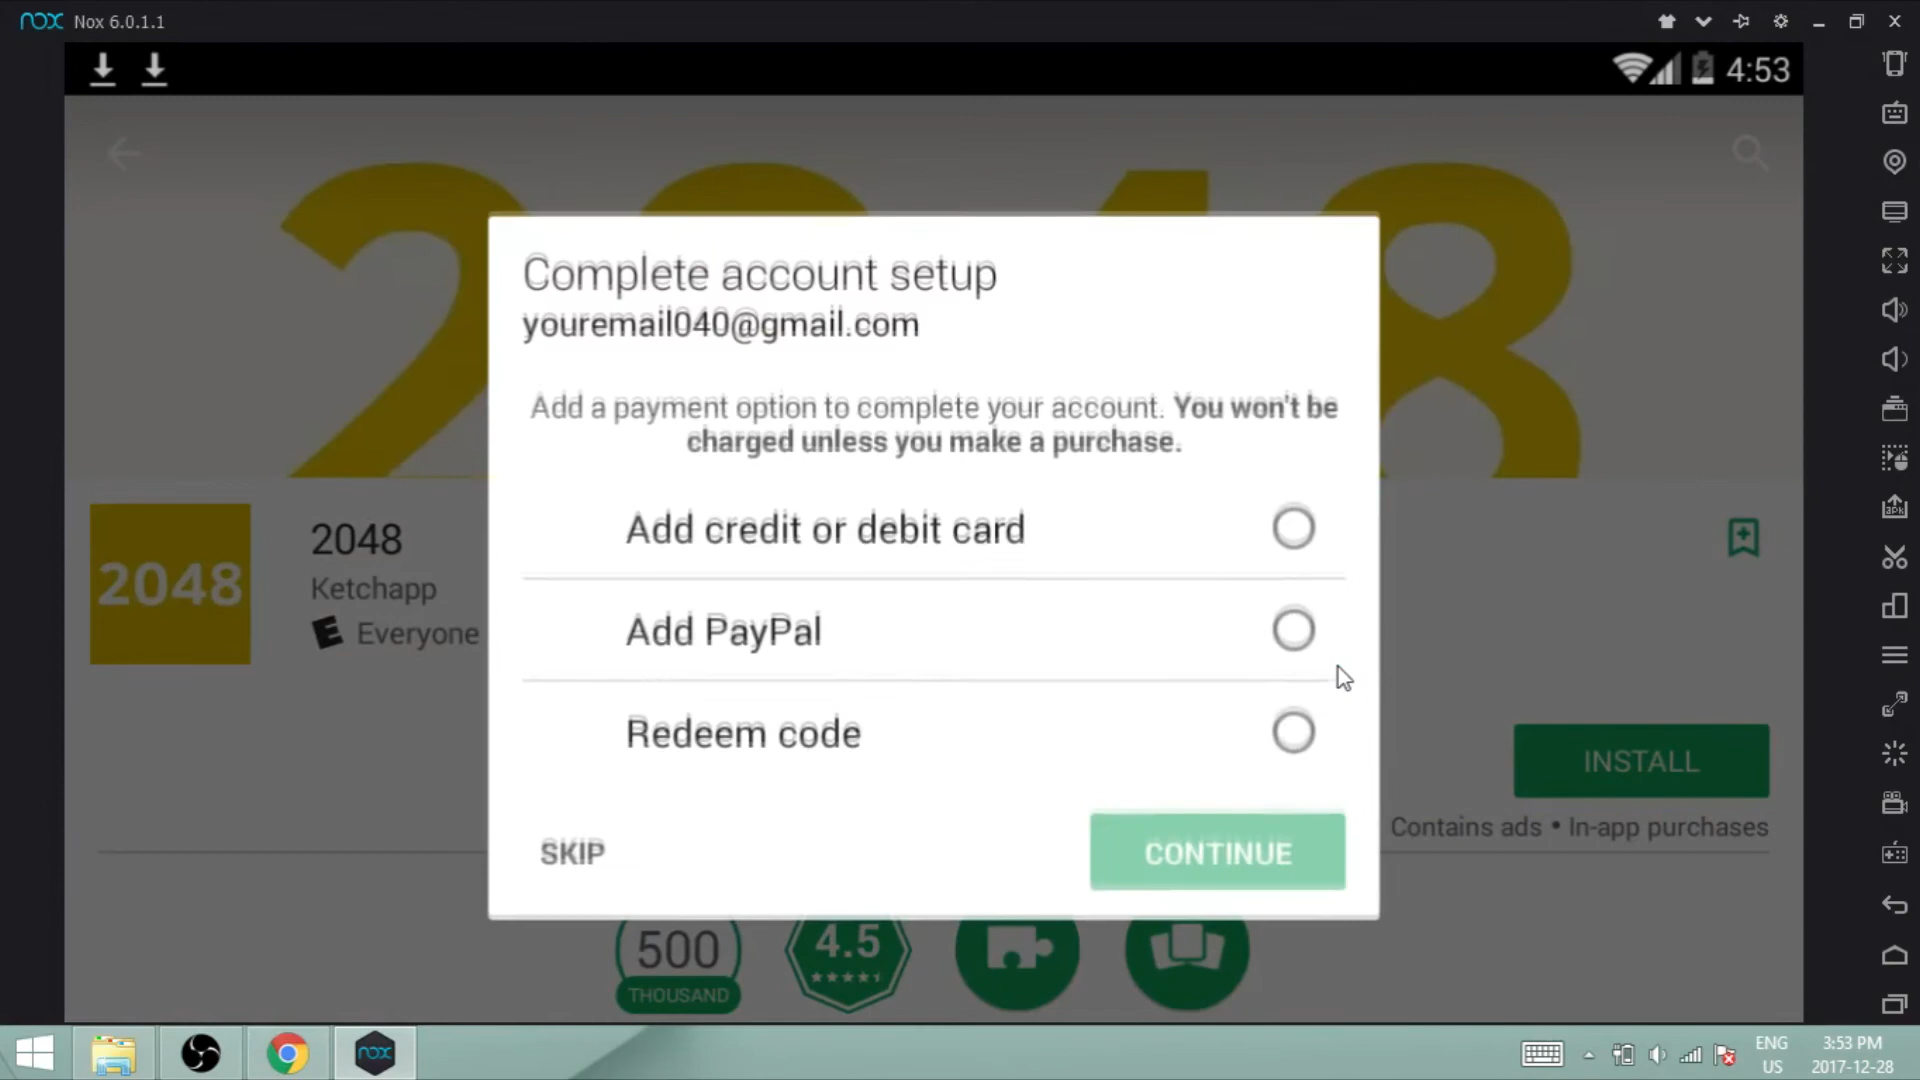 nox Nox 6.0.1.1
4:53
2048
Complete account setup
youremail040@gmail.com
Add a payment option to complete your account. You won't be
charged unless you make a purchase.
Add credit or debit card
Add PayPal
Redeem code
SKIP
CONTINUE
2048
2048
Ketchapp
E Everyone
INSTALL
Contains ads • In-app purchases
500
THOUSAND
4.5
APK
nox
ENG
US
3:53 PM
2017-12-28